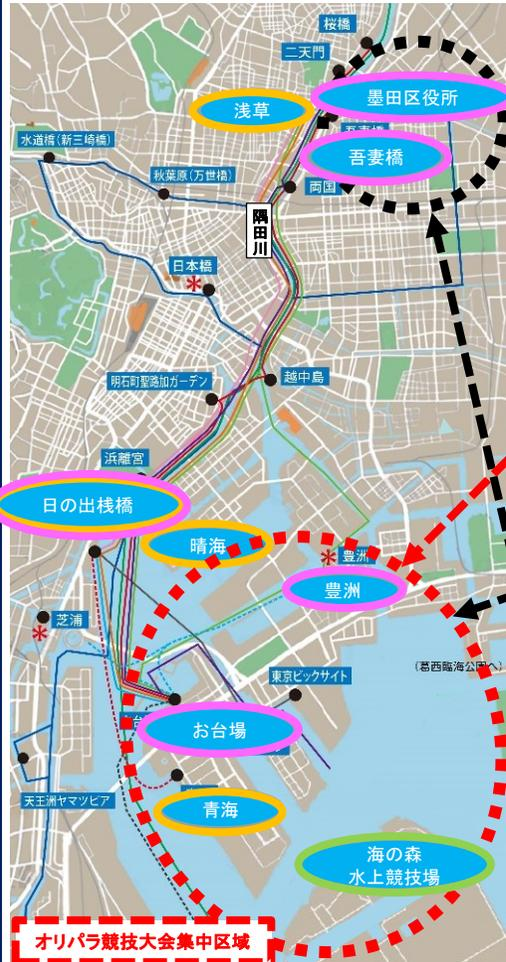 桜橋
二天門
浅草
墨田区役所
吾妻橋
水道橋(新三崎橋)
秋葉原(万世橋)
両国
隅田川
日本橋
*
明石町聖路加ガーデン
越中島
浜離宮
日の出桟橋
晴海
* 豊洲
豊洲
芝浦
*
(葛西臨海公園へ)
東京ビックサイト
お台場
天王洲ヤマツピア
青海
海の森
水上競技場
オリパラ競技大会集中区域